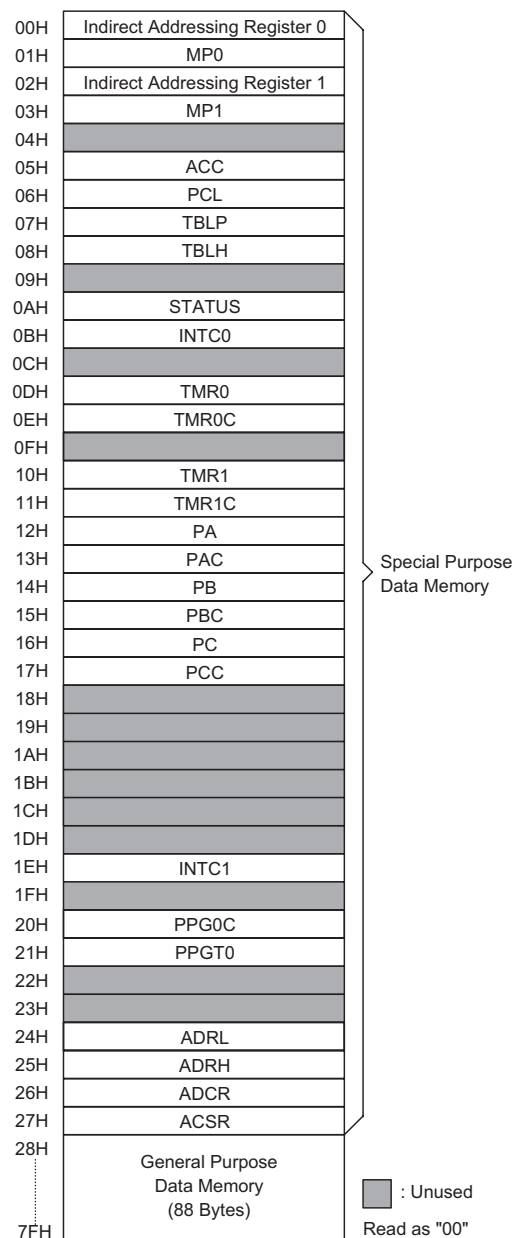 00H Indirect Addressing Register 0
01H MP0
02H Indirect Addressing Register 1
03H MP1
04H
05H ACC
06H PCL
07H TBLP
08H TBLH
09H
0AH STATUS
0BH INTC0
0CH
0DH TMR0
0EH TMR0C
0FH
10H TMR1
11H TMR1C
12H PA
13H PAC
14H PB
15H PBC
16H PC
17H PCC
18H
19H
1AH
1BH
1CH
1DH
1EH INTC1
1FH
20H PPG0C
21H PPGT0
22H
23H
24H ADRL
25H ADRH
26H ADCR
27H ACSR
28H
7FH
General Purpose
Data Memory
(88 Bytes)
Special Purpose
Data Memory
: Unused
Read as "00"